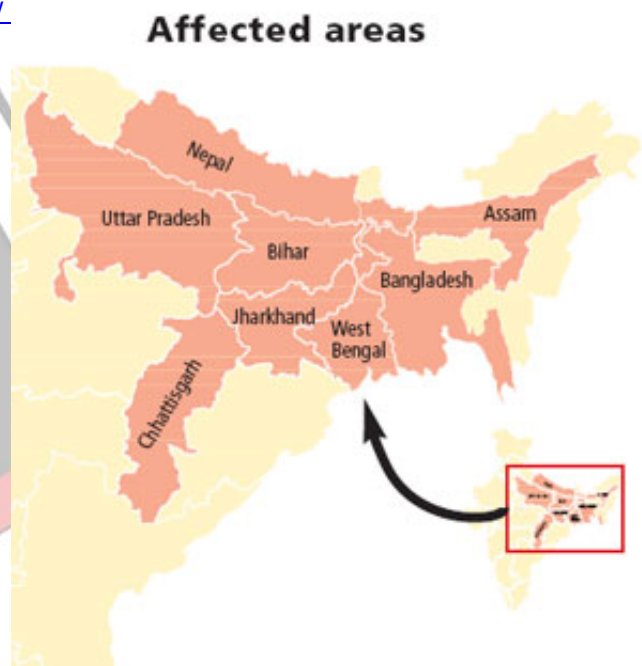 Affected areas
Nepal
Uttar Pradesh
Assam
Bihar
Bangladesh
Jharkhand
West
Bengal
Chhattisgarh